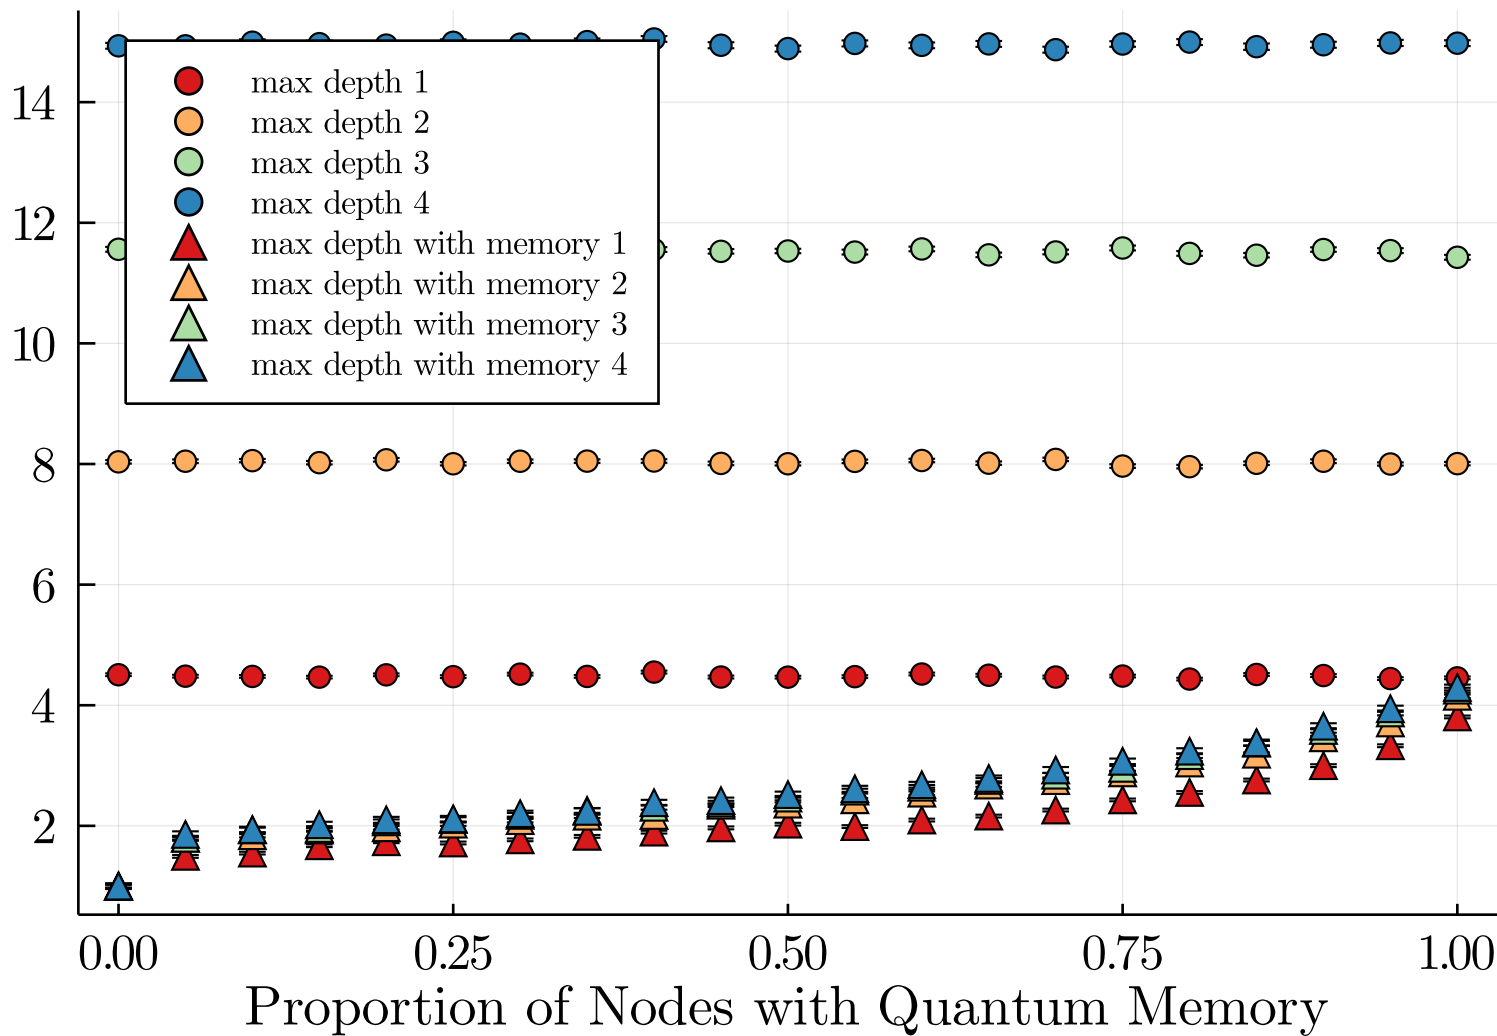 14
12
10
8
6
4
2
max depth 1
max depth 2
max depth 3
max depth 4
max depth with memory 1
max depth with memory 2
max depth with memory 3
max depth with memory 4
0.00 0.25 0.50 0.75 1.00
Proportion of Nodes with Quantum Memory